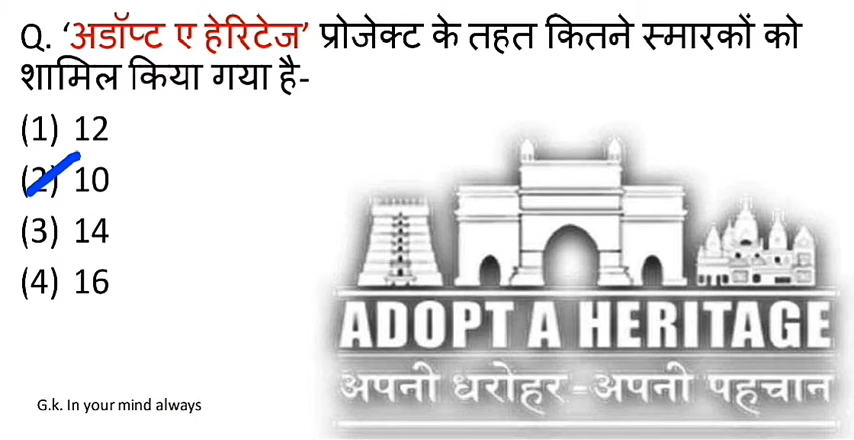 Q. ‘अडॉप्ट ए हेरिटेज’ प्रोजेक्ट के तहत कितने स्मारकों को
शामिल किया गया है-
(1) 12
(2) 10
(3) 14
(4) 16
ADOPT A HERITAGE
अपनी धरोहर-अपनी पहचान
G.k. In your mind always